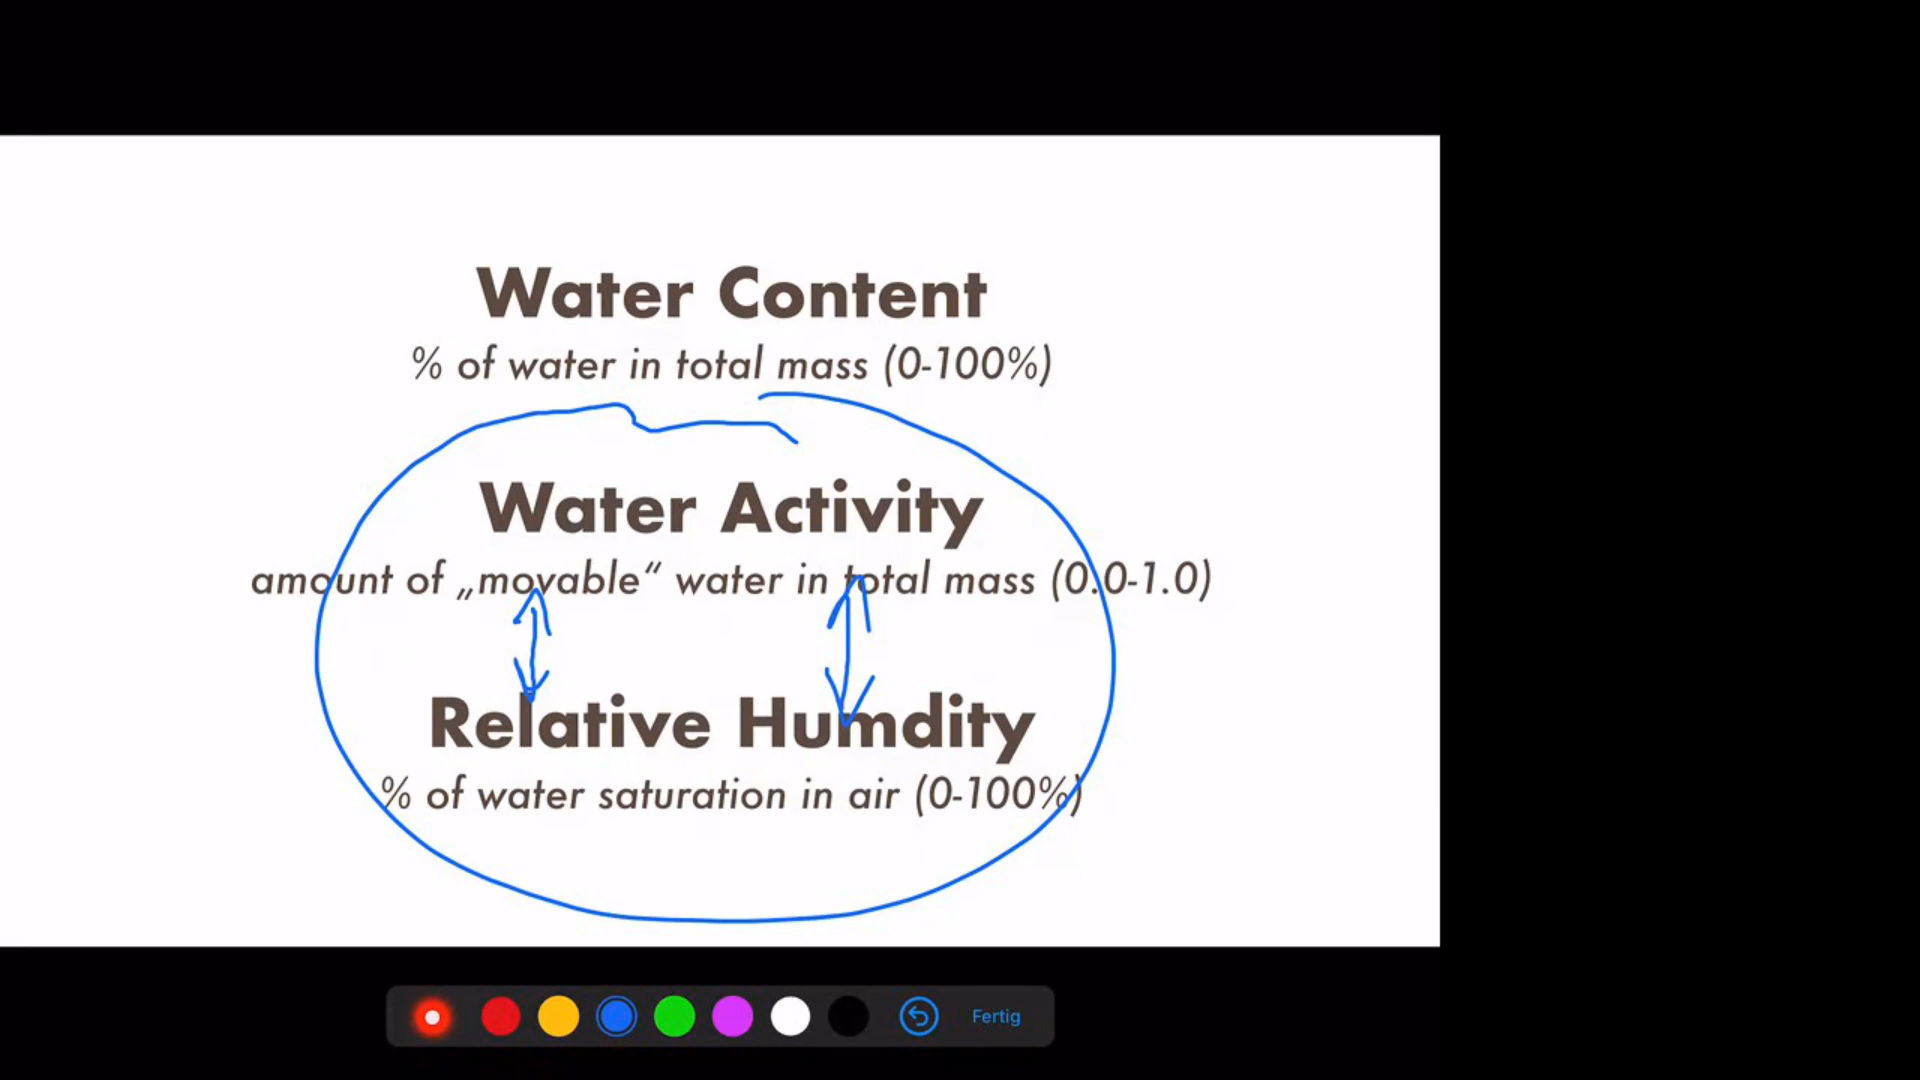 Water Content
% of water in total mass (0-100%)
Water Activity
amount of „movable“ water in total mass (0.0-1.0)
Relative Humdity
% of water saturation in air (0-100%)
Fertig